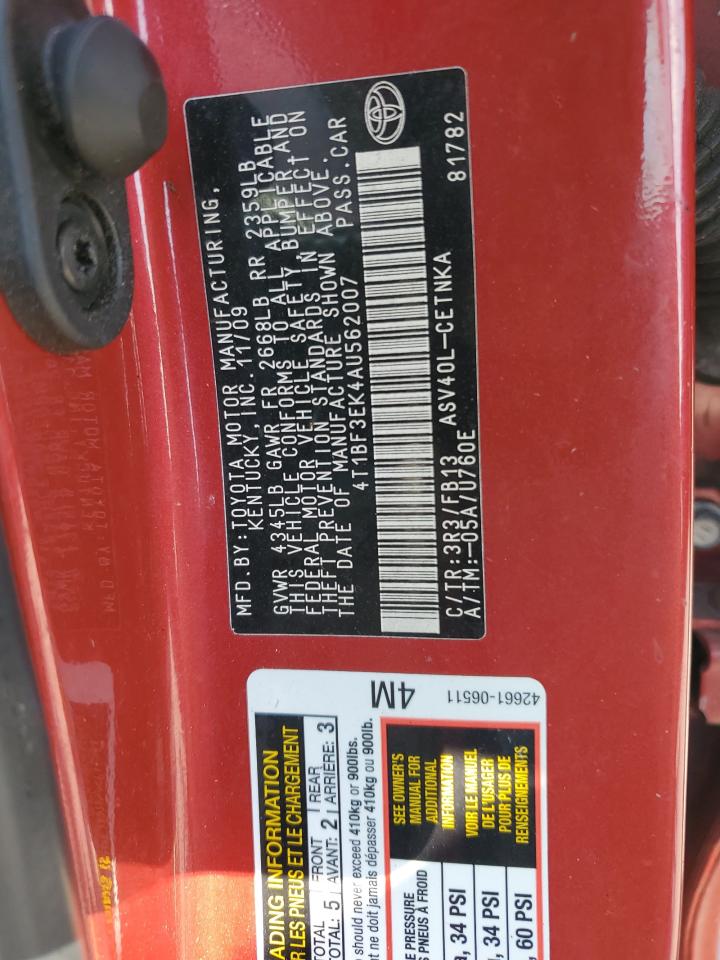 MFD.BY:TOYOTA MOTOR MANUFACTURING,
KENTUCKY, INC. 11/09
GVWR 4345LB GAWR FR 2668LB RR 2359LB
THIS VEHICLE CONFORMS TO ALL APPLICABLE
FEDERAL MOTOR VEHICLE SAFETY, BUMPER AND
THEFT PREVENTION STANDARDS IN EFFECT ON
THE DATE OF MANUFACTURE SHOWN ABOVE.
4T1BF3EK4AU562007 PASS.CAR
C/TR:3R3/FB13 ASV40L-CETNKA 81782
A/TM:-05A/U760E
ADING INFORMATION
R LES PNEUS ET LE CHARGEMENT
TOTAL FRONT REAR
TOTAL: 5 AVANT: 2 ARRIÈRE: 3
should never exceed 410kg or 900lbs.
nt ne doit jamais dépasser 410kg ou 900lb.
PRESSURE
S PNEUS À FROID
34 PSI
34 PSI
60 PSI
SEE OWNER'S
MANUAL FOR
ADDITIONAL
INFORMATION
VOIR LE MANUEL
DE L'USAGER
POUR PLUS DE
RENSEIGNEMENTS
4M
42661-06511